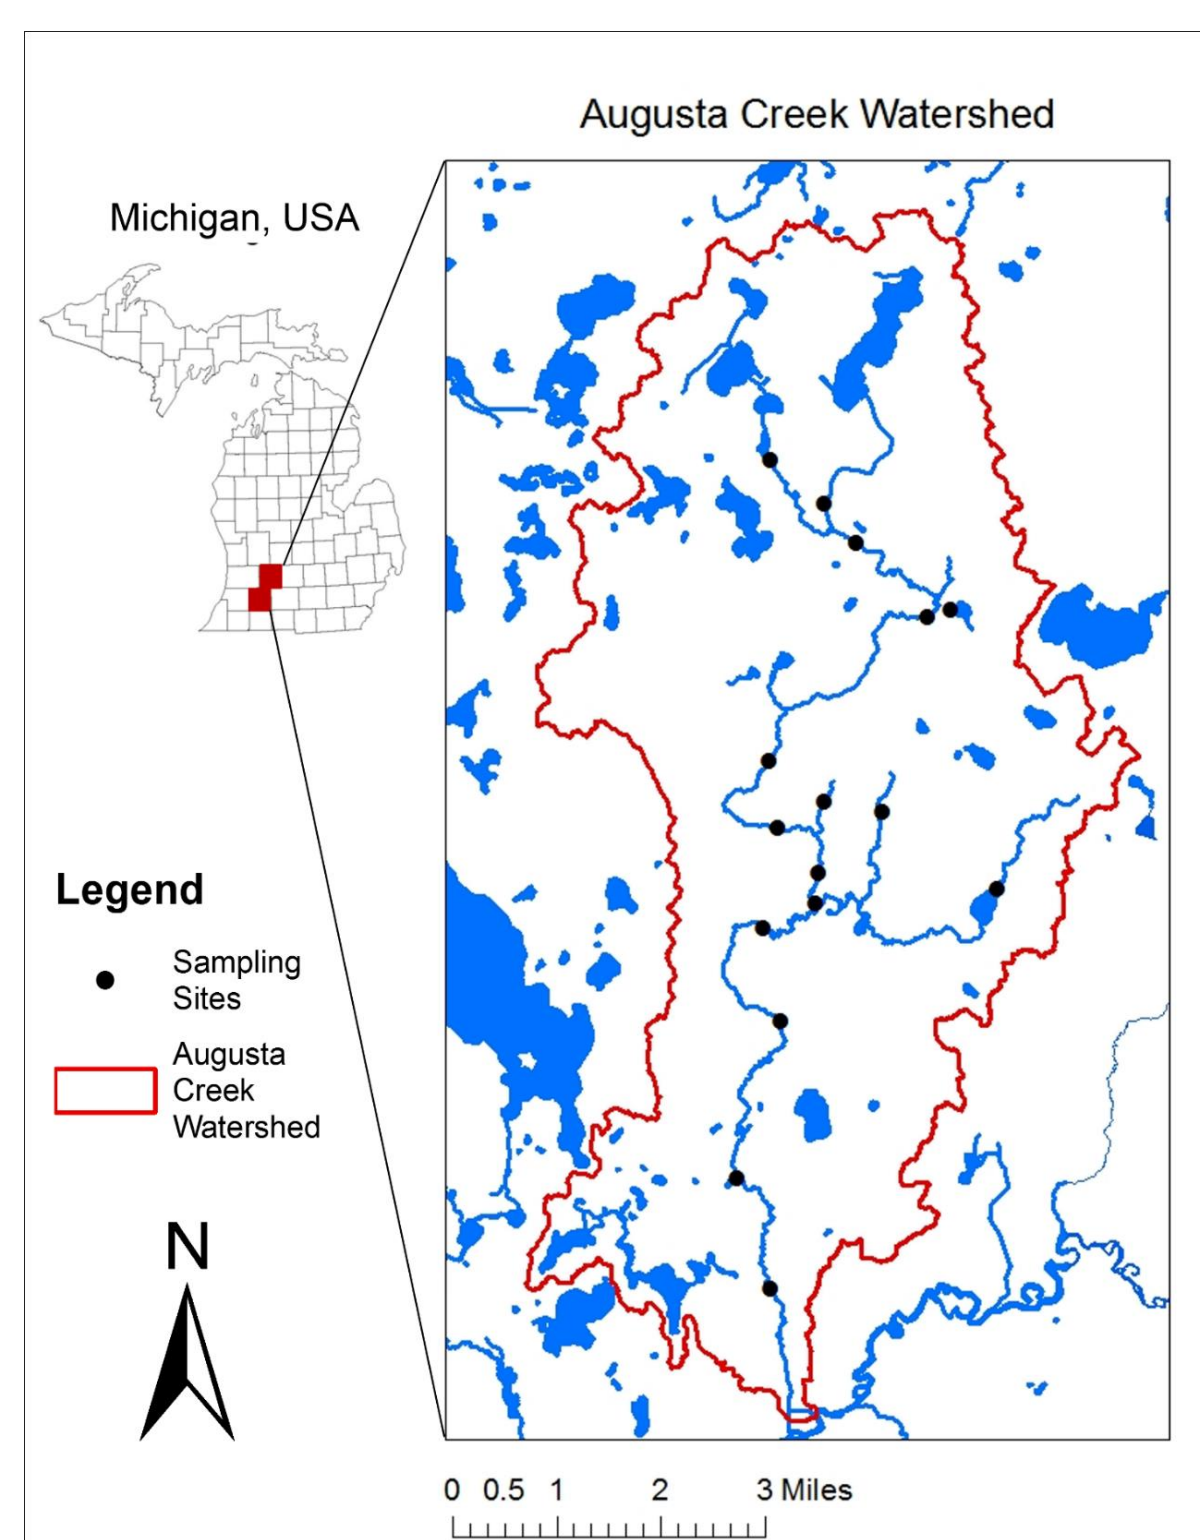 Augusta Creek Watershed
Michigan, USA
Legend
Sampling
Sites
Augusta
Creek
Watershed
N
0 0.5 1 2 3 Miles